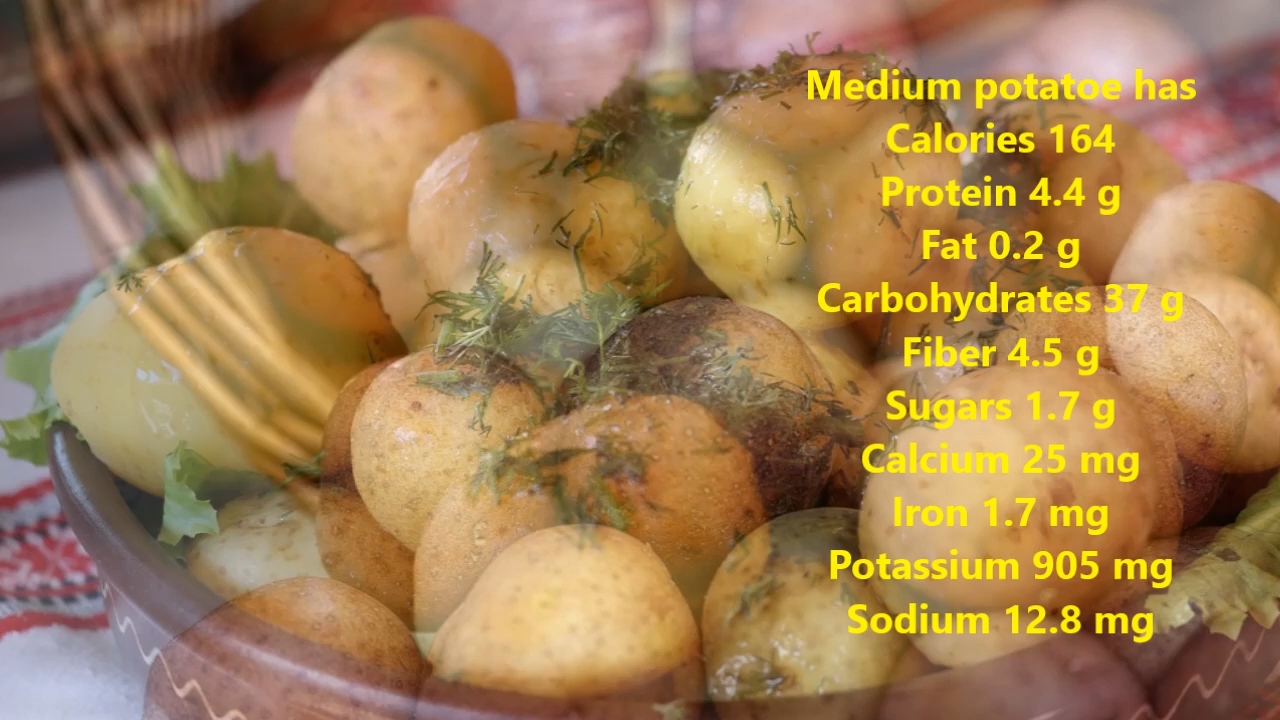 Medium potatoe has
Calories 164
Protein 4.4 g
Fat 0.2 g
Carbohydrates 37 g
Fiber 4.5 g
Sugars 1.7 g
Calcium 25 mg
Iron 1.7 mg
Potassium 905 mg
Sodium 12.8 mg